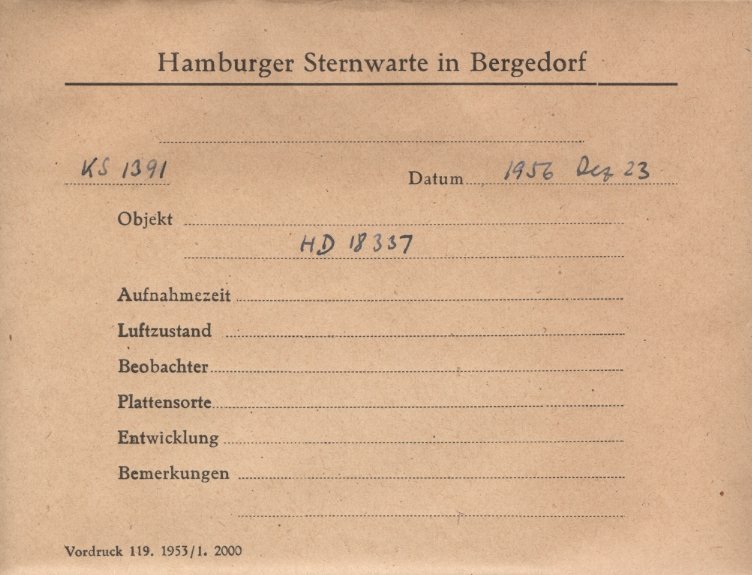 Hamburger Sternwarte in Bergedorf
KS 1391 Datum 1956 Dez 23
Objekt
HD 18337
Aufnahmezeit
Luftzustand
Beobachter
Plattensorte
Entwicklung
Bemerkungen
Vordruck 119. 1953/1. 2000